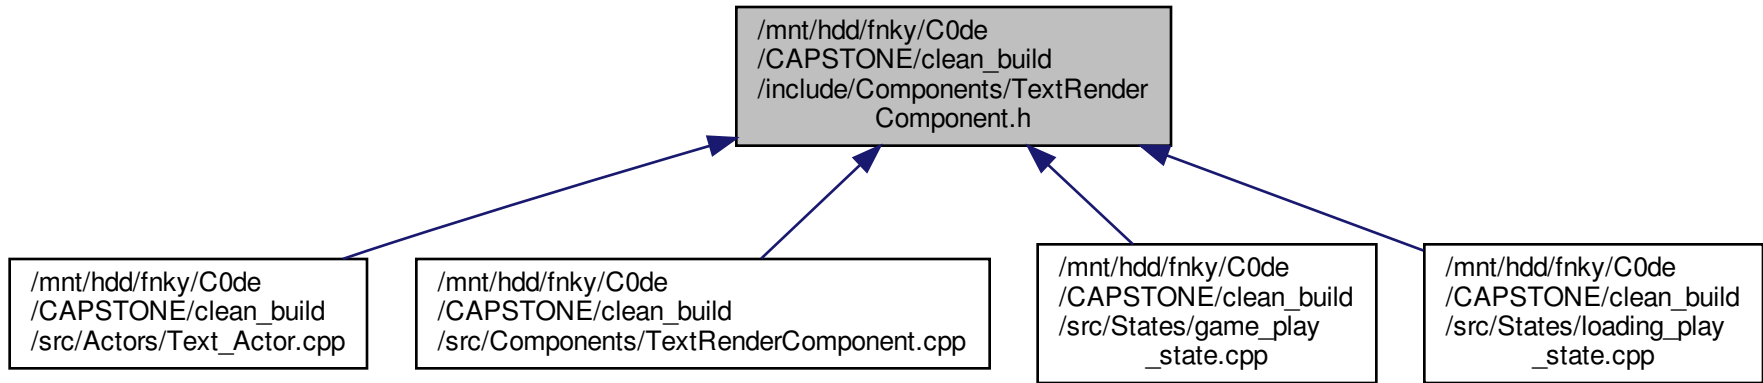 /mnt/hdd/fnky/C0de
/CAPSTONE/clean_build
/include/Components/TextRender
Component.h
/mnt/hdd/fnky/C0de
/CAPSTONE/clean_build
/src/Actors/Text_Actor.cpp
/mnt/hdd/fnky/C0de
/CAPSTONE/clean_build
/src/Components/TextRenderComponent.cpp
/mnt/hdd/fnky/C0de
/CAPSTONE/clean_build
/src/States/game_play
_state.cpp
/mnt/hdd/fnky/C0de
/CAPSTONE/clean_build
/src/States/loading_play
_state.cpp